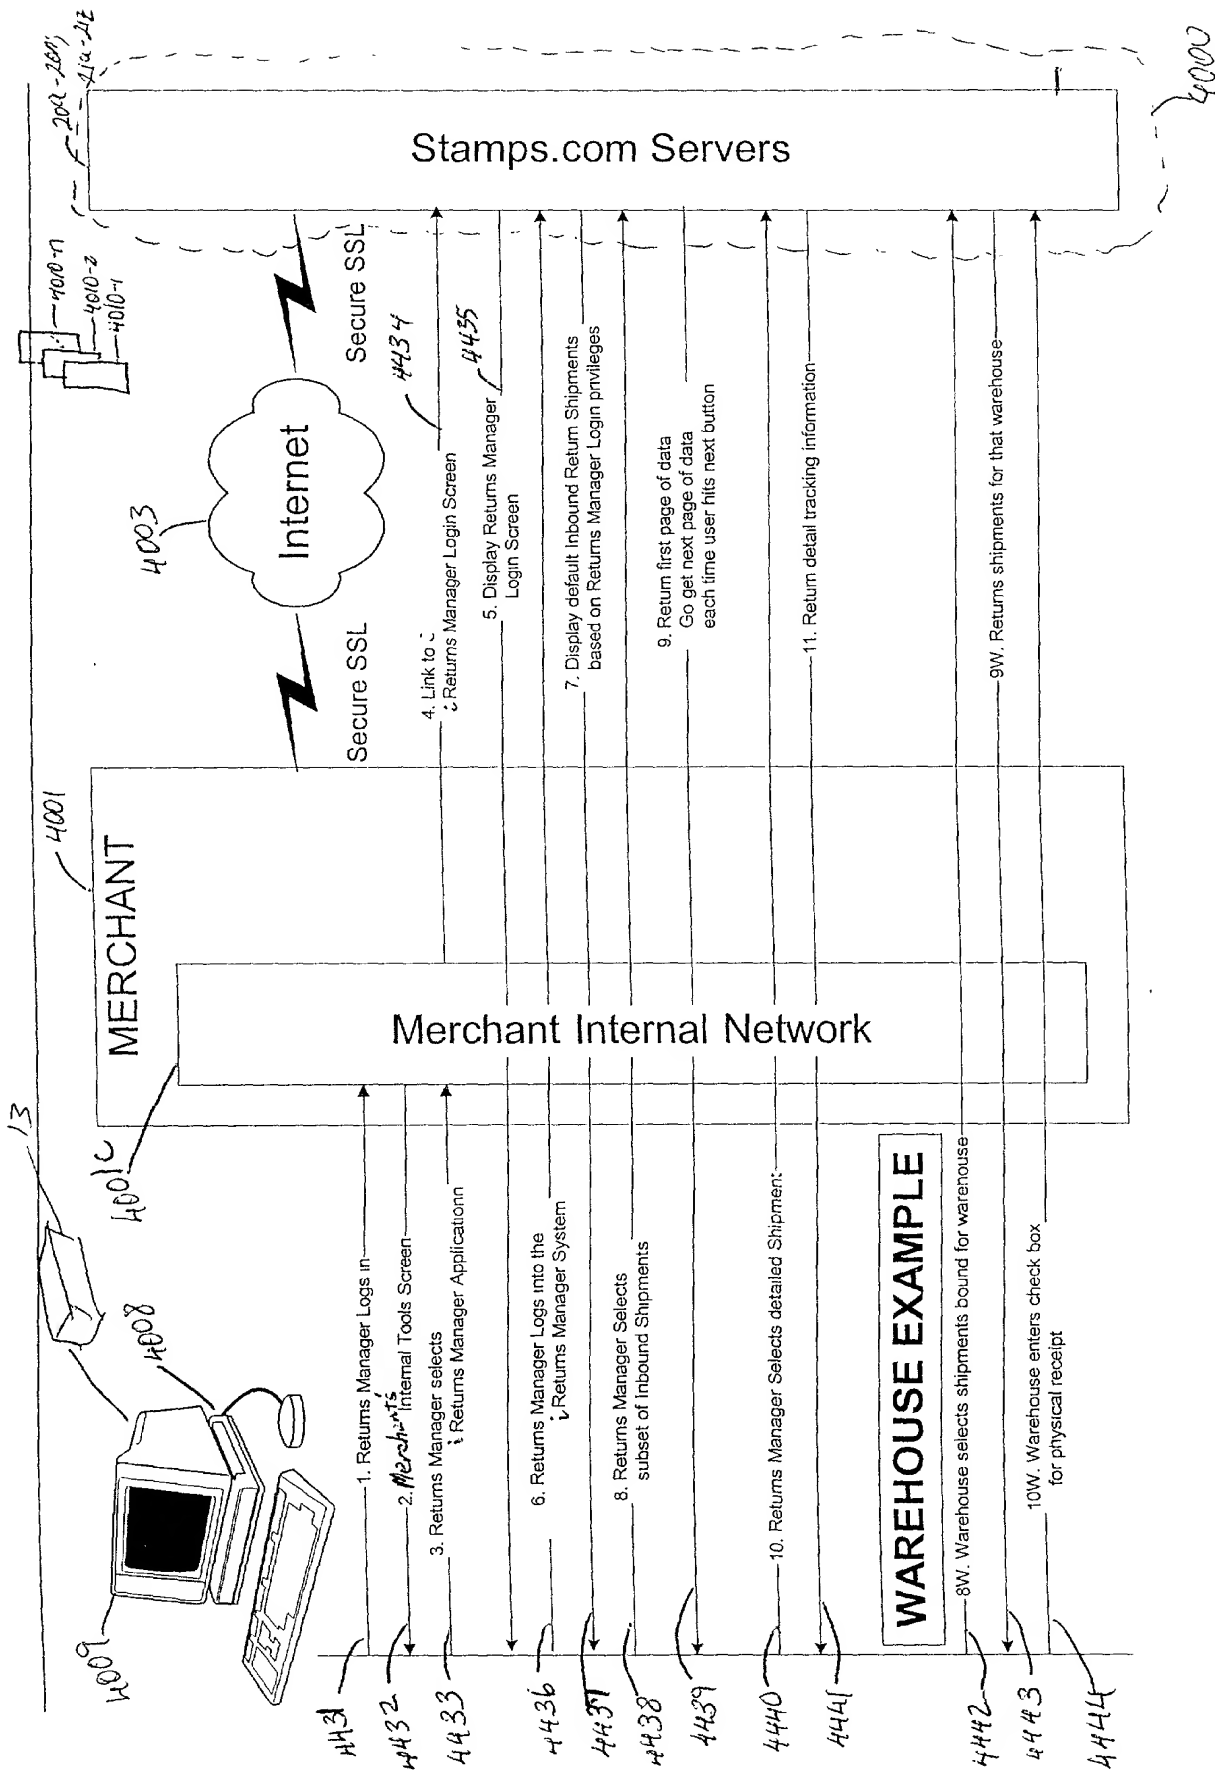 13
4009
4008
4010-n
4010-2
4010-1
20a-20n;
21a-21z
4001
MERCHANT
4001c
Merchant Internal Network
4003
Internet
Secure SSL
Secure SSL
Stamps.com Servers
4000
4431
1. Returns Manager Logs in
4432
2. Merchant's Internal Tools Screen
4433
3. Returns Manager selects
i Returns Manager Applicationn
4. Link to
i Returns Manager Login Screen
4434
5. Display Returns Manager
Login Screen
4435
4436
6. Returns Manager Logs into the
i Returns Manager System
4437
7. Display default Inbound Return Shipments
based on Returns Manager Login privileges
4438
8. Returns Manager Selects
subset of Inbound Shipments
4439
9. Return first page of data
Go get next page of data
each time user hits next button
4440
10. Returns Manager Selects detailed Shipment
4441
11. Return detail tracking information
WAREHOUSE EXAMPLE
4442
8W. Warehouse selects shipments bound for warehouse
4443
9W. Returns shipments for that warehouse
4444
10W. Warehouse enters check box
for physical receipt